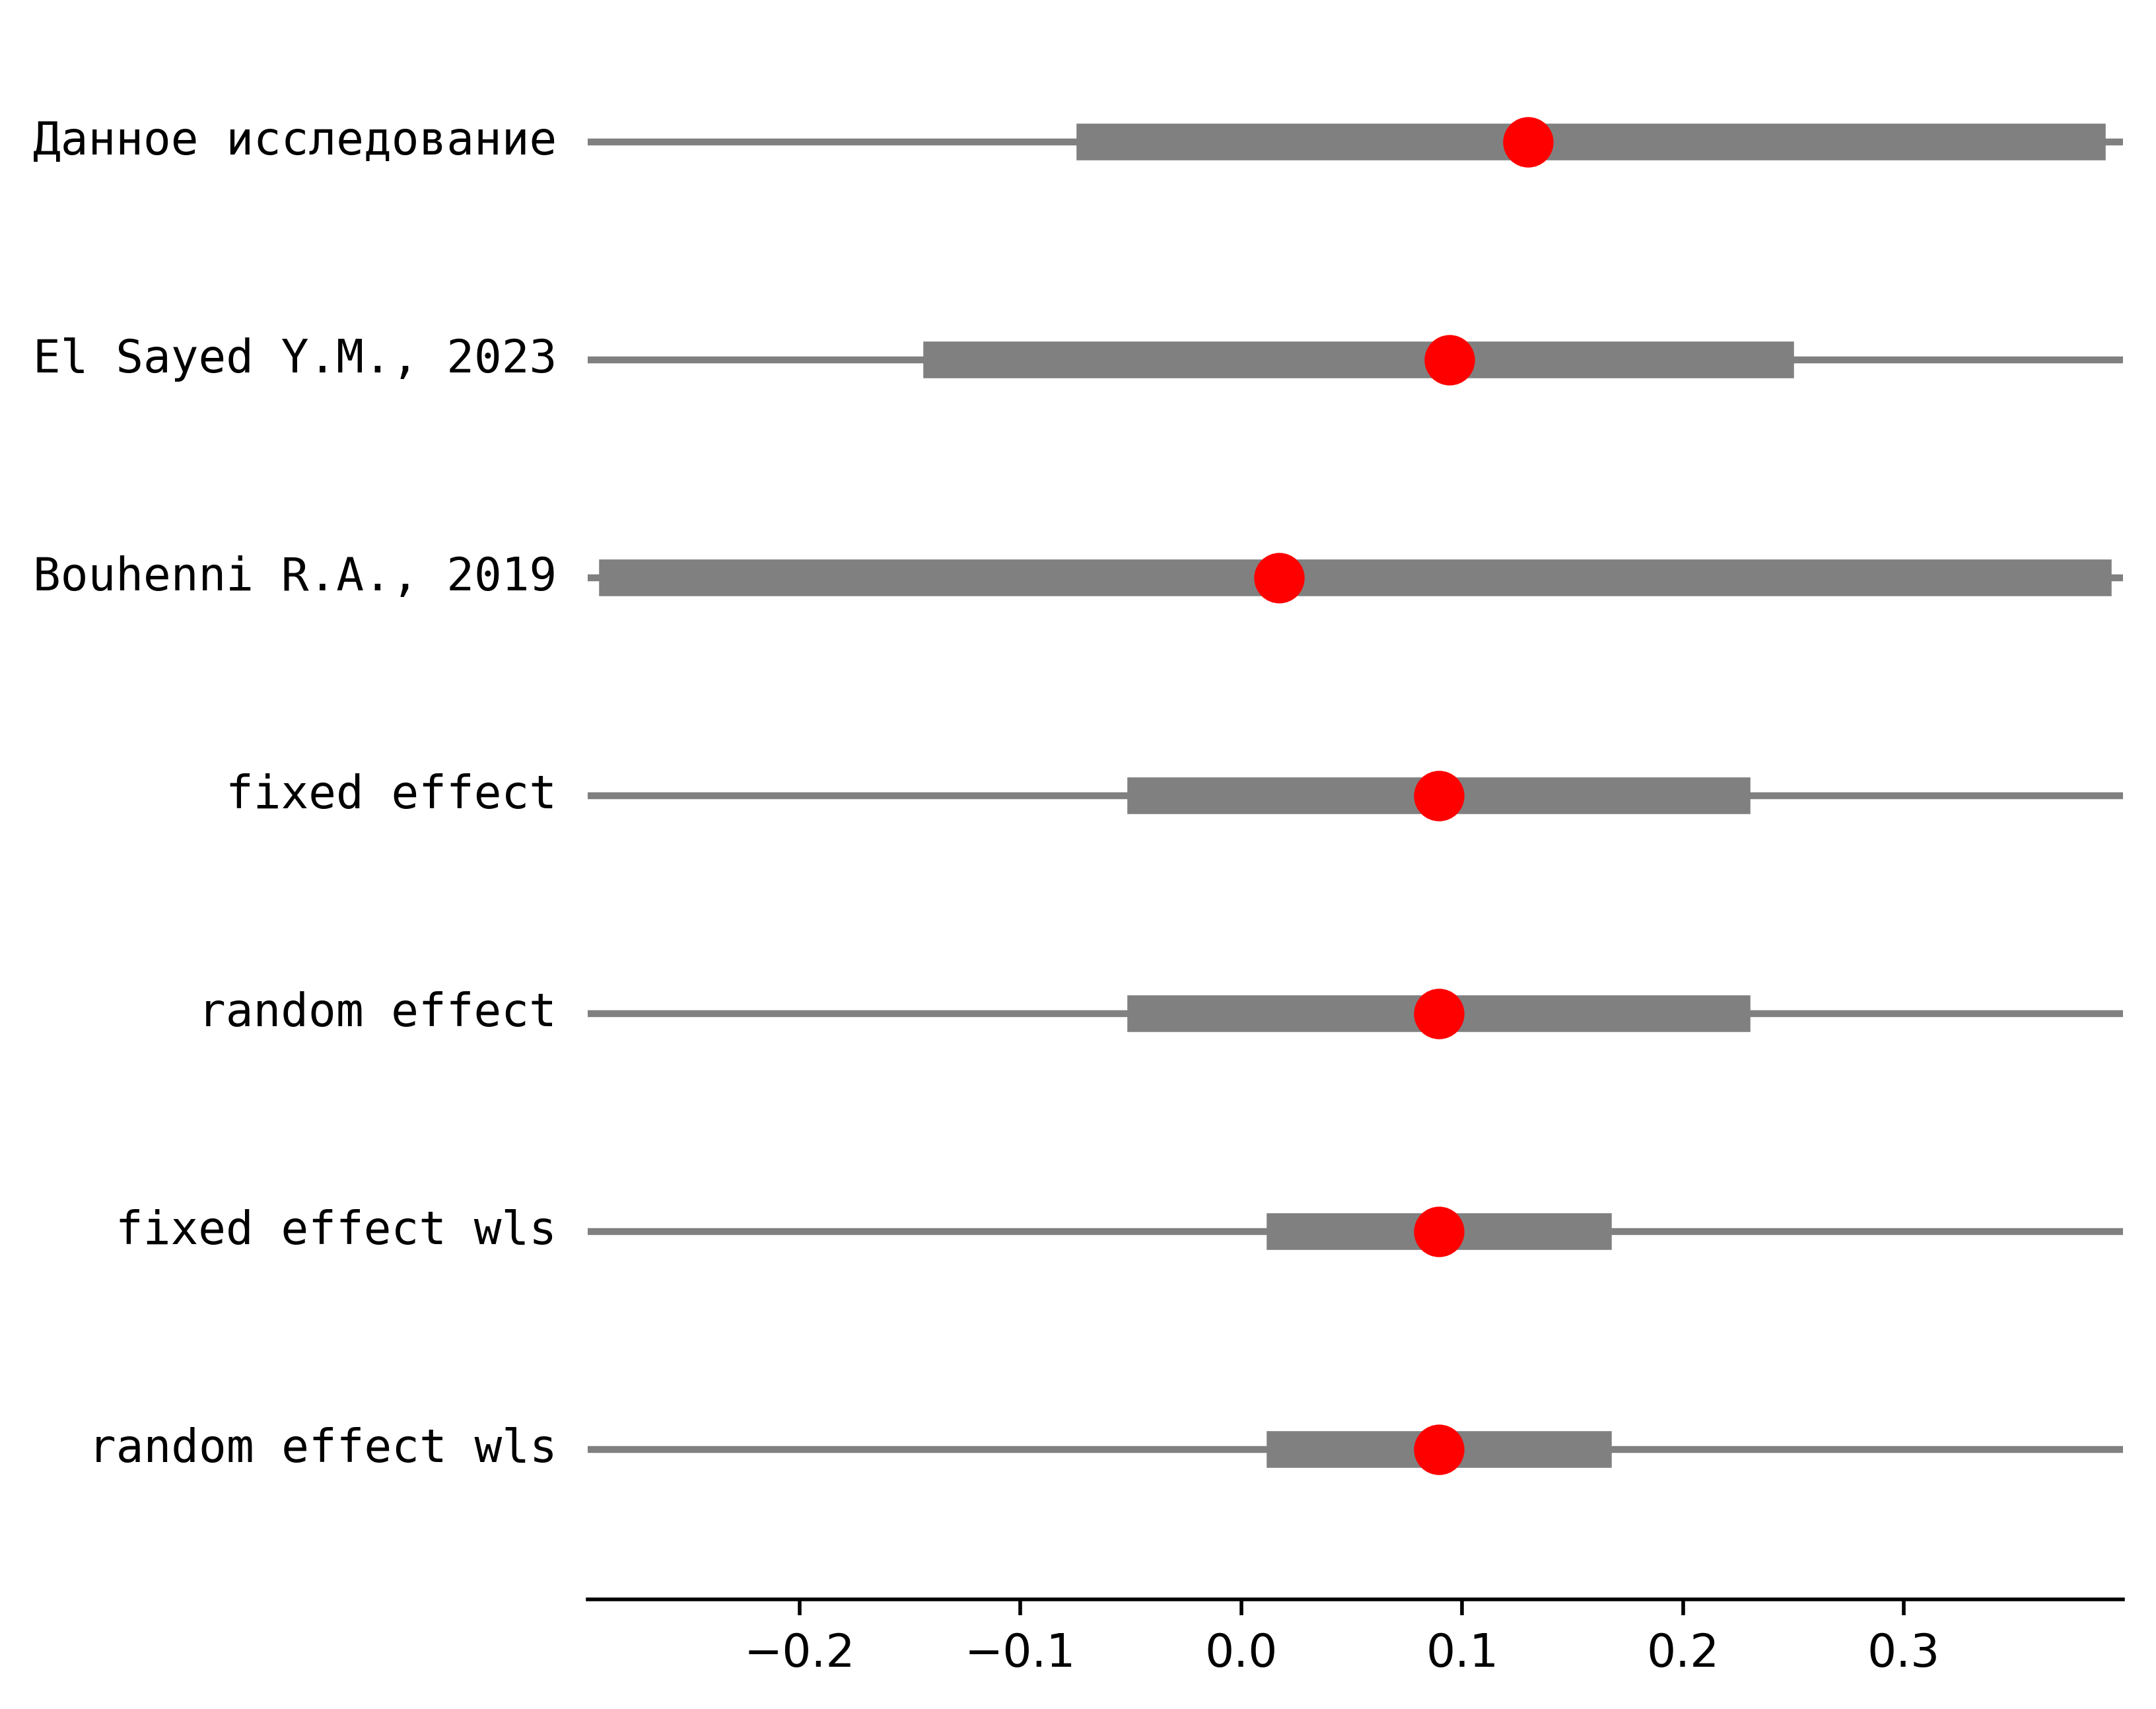 Данное исследование
El Sayed Y.M., 2023
Bouhenni R.A., 2019
fixed effect
random effect
fixed effect wls
random effect wls
−0.2 −0.1 0.0 0.1 0.2 0.3